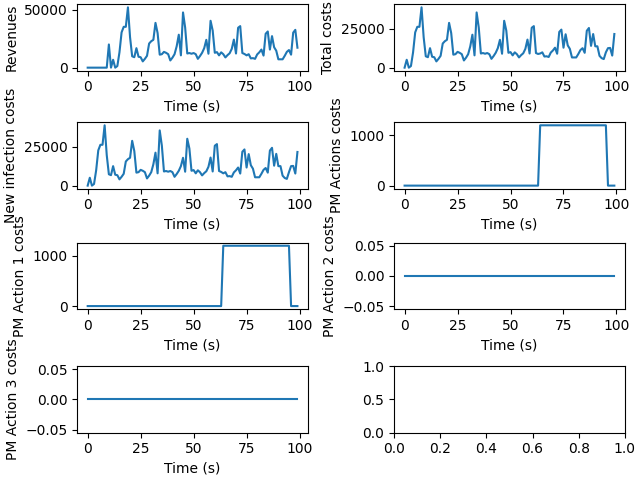 Revenues
50000
0
0 25 50 75 100
Time (s)
Total costs
25000
0
0 25 50 75 100
Time (s)
New infection costs
25000
0
0 25 50 75 100
Time (s)
PM Actions costs
1000
0
0 25 50 75 100
Time (s)
PM Action 1 costs
1000
0
0 25 50 75 100
Time (s)
PM Action 2 costs
0.05
0.00
−0.05
0 25 50 75 100
Time (s)
PM Action 3 costs
0.05
0.00
−0.05
0 25 50 75 100
Time (s)
1.0
0.5
0.0
0.0 0.2 0.4 0.6 0.8 1.0